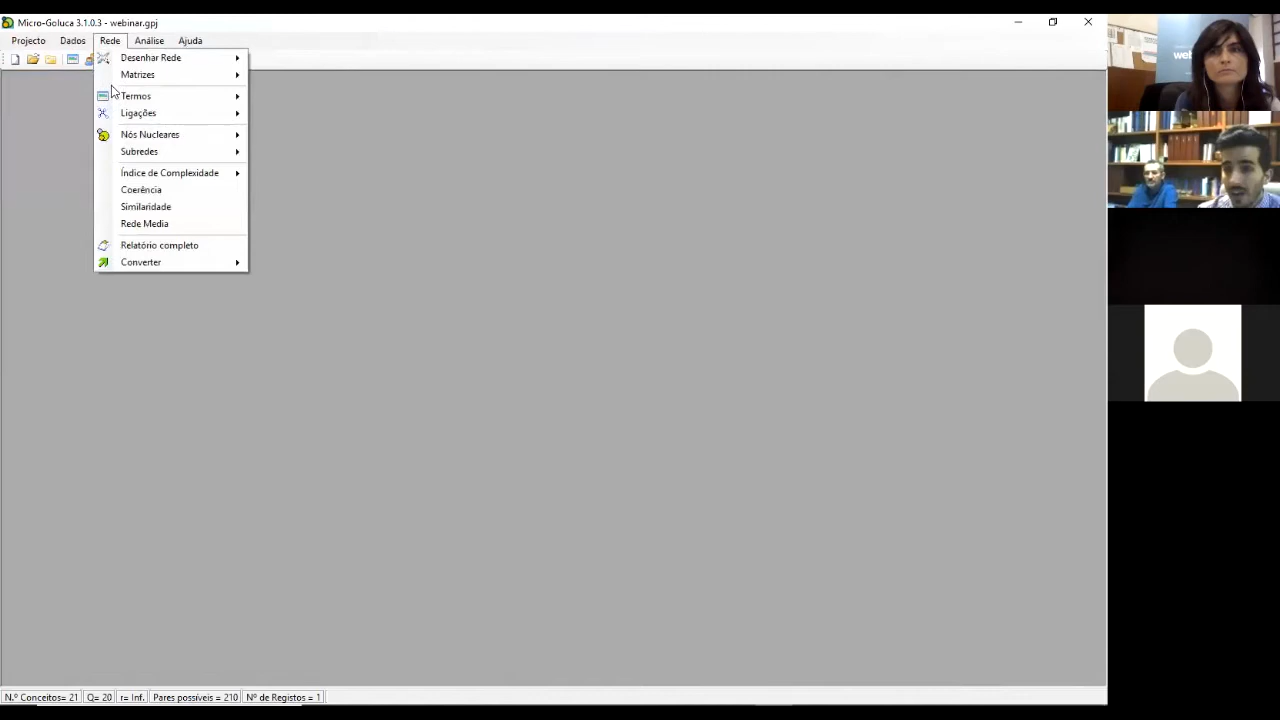 Micro-Goluca 3.1.0.3 - webinar.gpj
Projecto Dados Rede Análise Ajuda
Desenhar Rede
Matrizes
Termos
Ligações
Nós Nucleares
Subredes
Índice de Complexidade
Coerência
Similaridade
Rede Media
Relatório completo
Converter
N.º Conceitos= 21 Q= 20 r= Inf. Pares possíveis = 210 Nº de Registos = 1